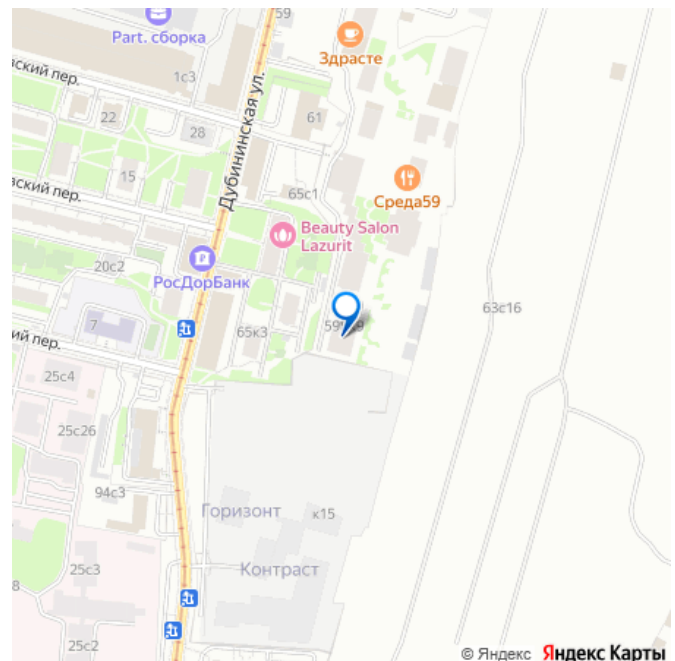 59
Part. сборка
Здрасте
ский пер.
1с3
Дубининская ул.
22
28
61
15
65с1
Среда59
вский пер.
Beauty Salon
Lazurit
20с2
РосДорБанк
63с16
7
65к3
ий пер.
25с4
25с26
94с3
Горизонт
к15
25с3
Контраст
8
25с2
© Яндекс Яндекс Карты